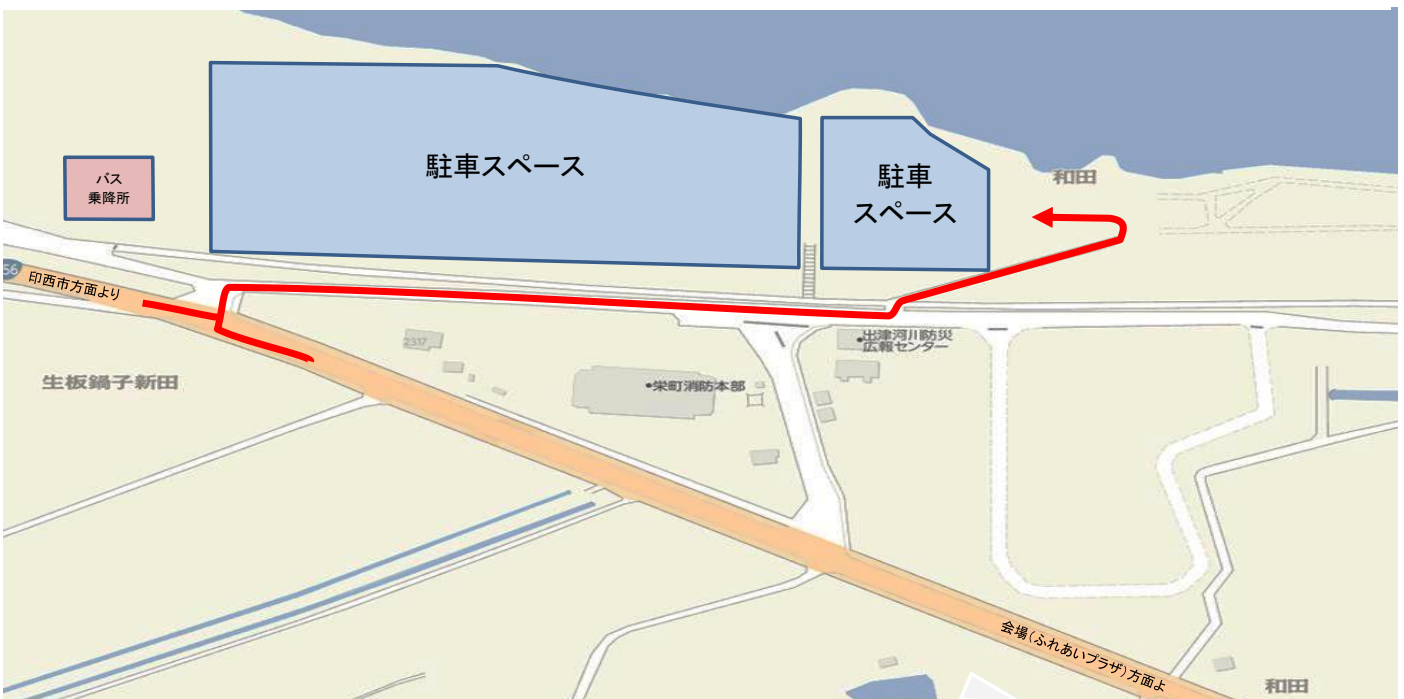 駐車スペース
駐車
スペース
和田
バス
乗降所
56
印西市方面より
2317
出津河川防災
広報センター
生板鍋子新田
栄町消防本部
会場(ふれあいプラザ)方面よ
和田